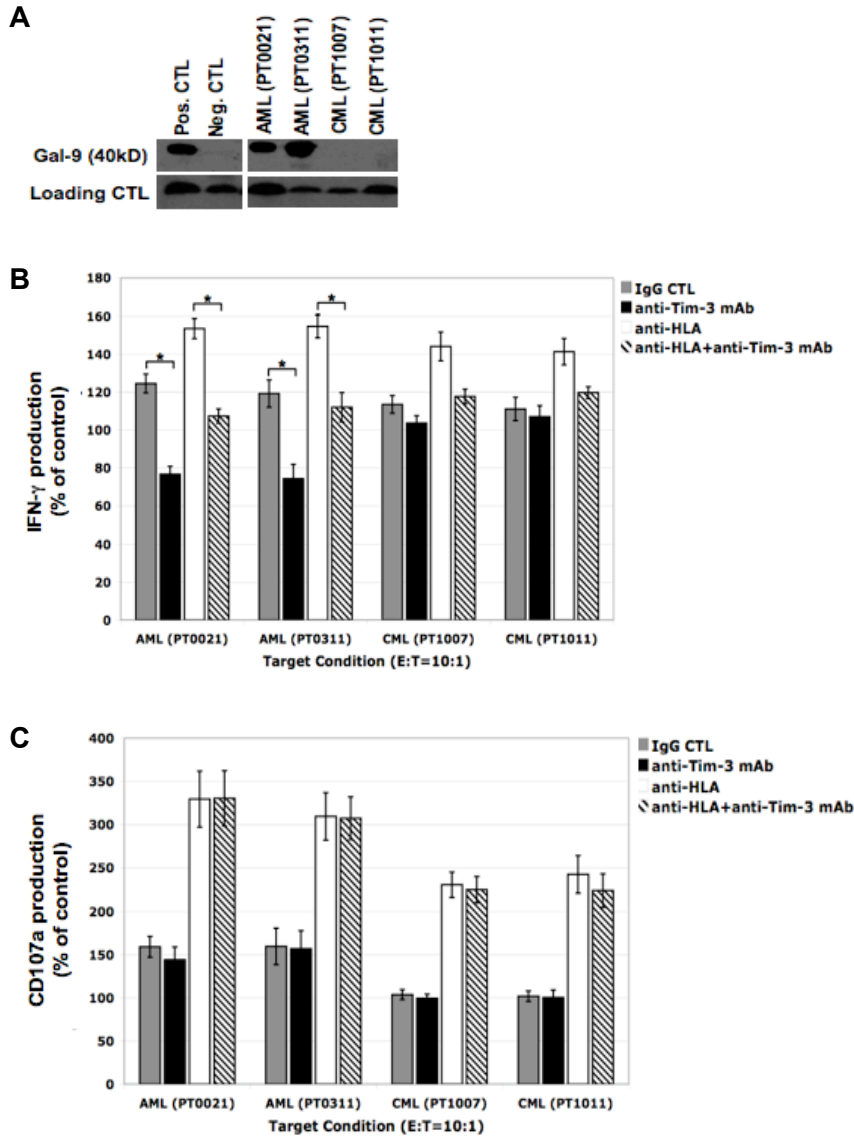 A
Pos. CTL
Neg. CTL
AML (PT0021)
AML (PT0311)
CML (PT1007)
CML (PT1011)
Gal-9 (40kD)
Loading CTL
B
IFN-γ production
(% of control)
180
160
140
120
100
80
60
40
20
0
* * * *
IgG CTL
anti-Tim-3 mAb
anti-HLA
anti-HLA+anti-Tim-3 mAb
AML (PT0021) AML (PT0311) CML (PT1007) CML (PT1011)
Target Condition (E:T=10:1)
C
CD107a production
(% of control)
400
350
300
250
200
150
100
50
0
IgG CTL
anti-Tim-3 mAb
anti-HLA
anti-HLA+anti-Tim-3 mAb
AML (PT0021) AML (PT0311) CML (PT1007) CML (PT1011)
Target Condition (E:T=10:1)